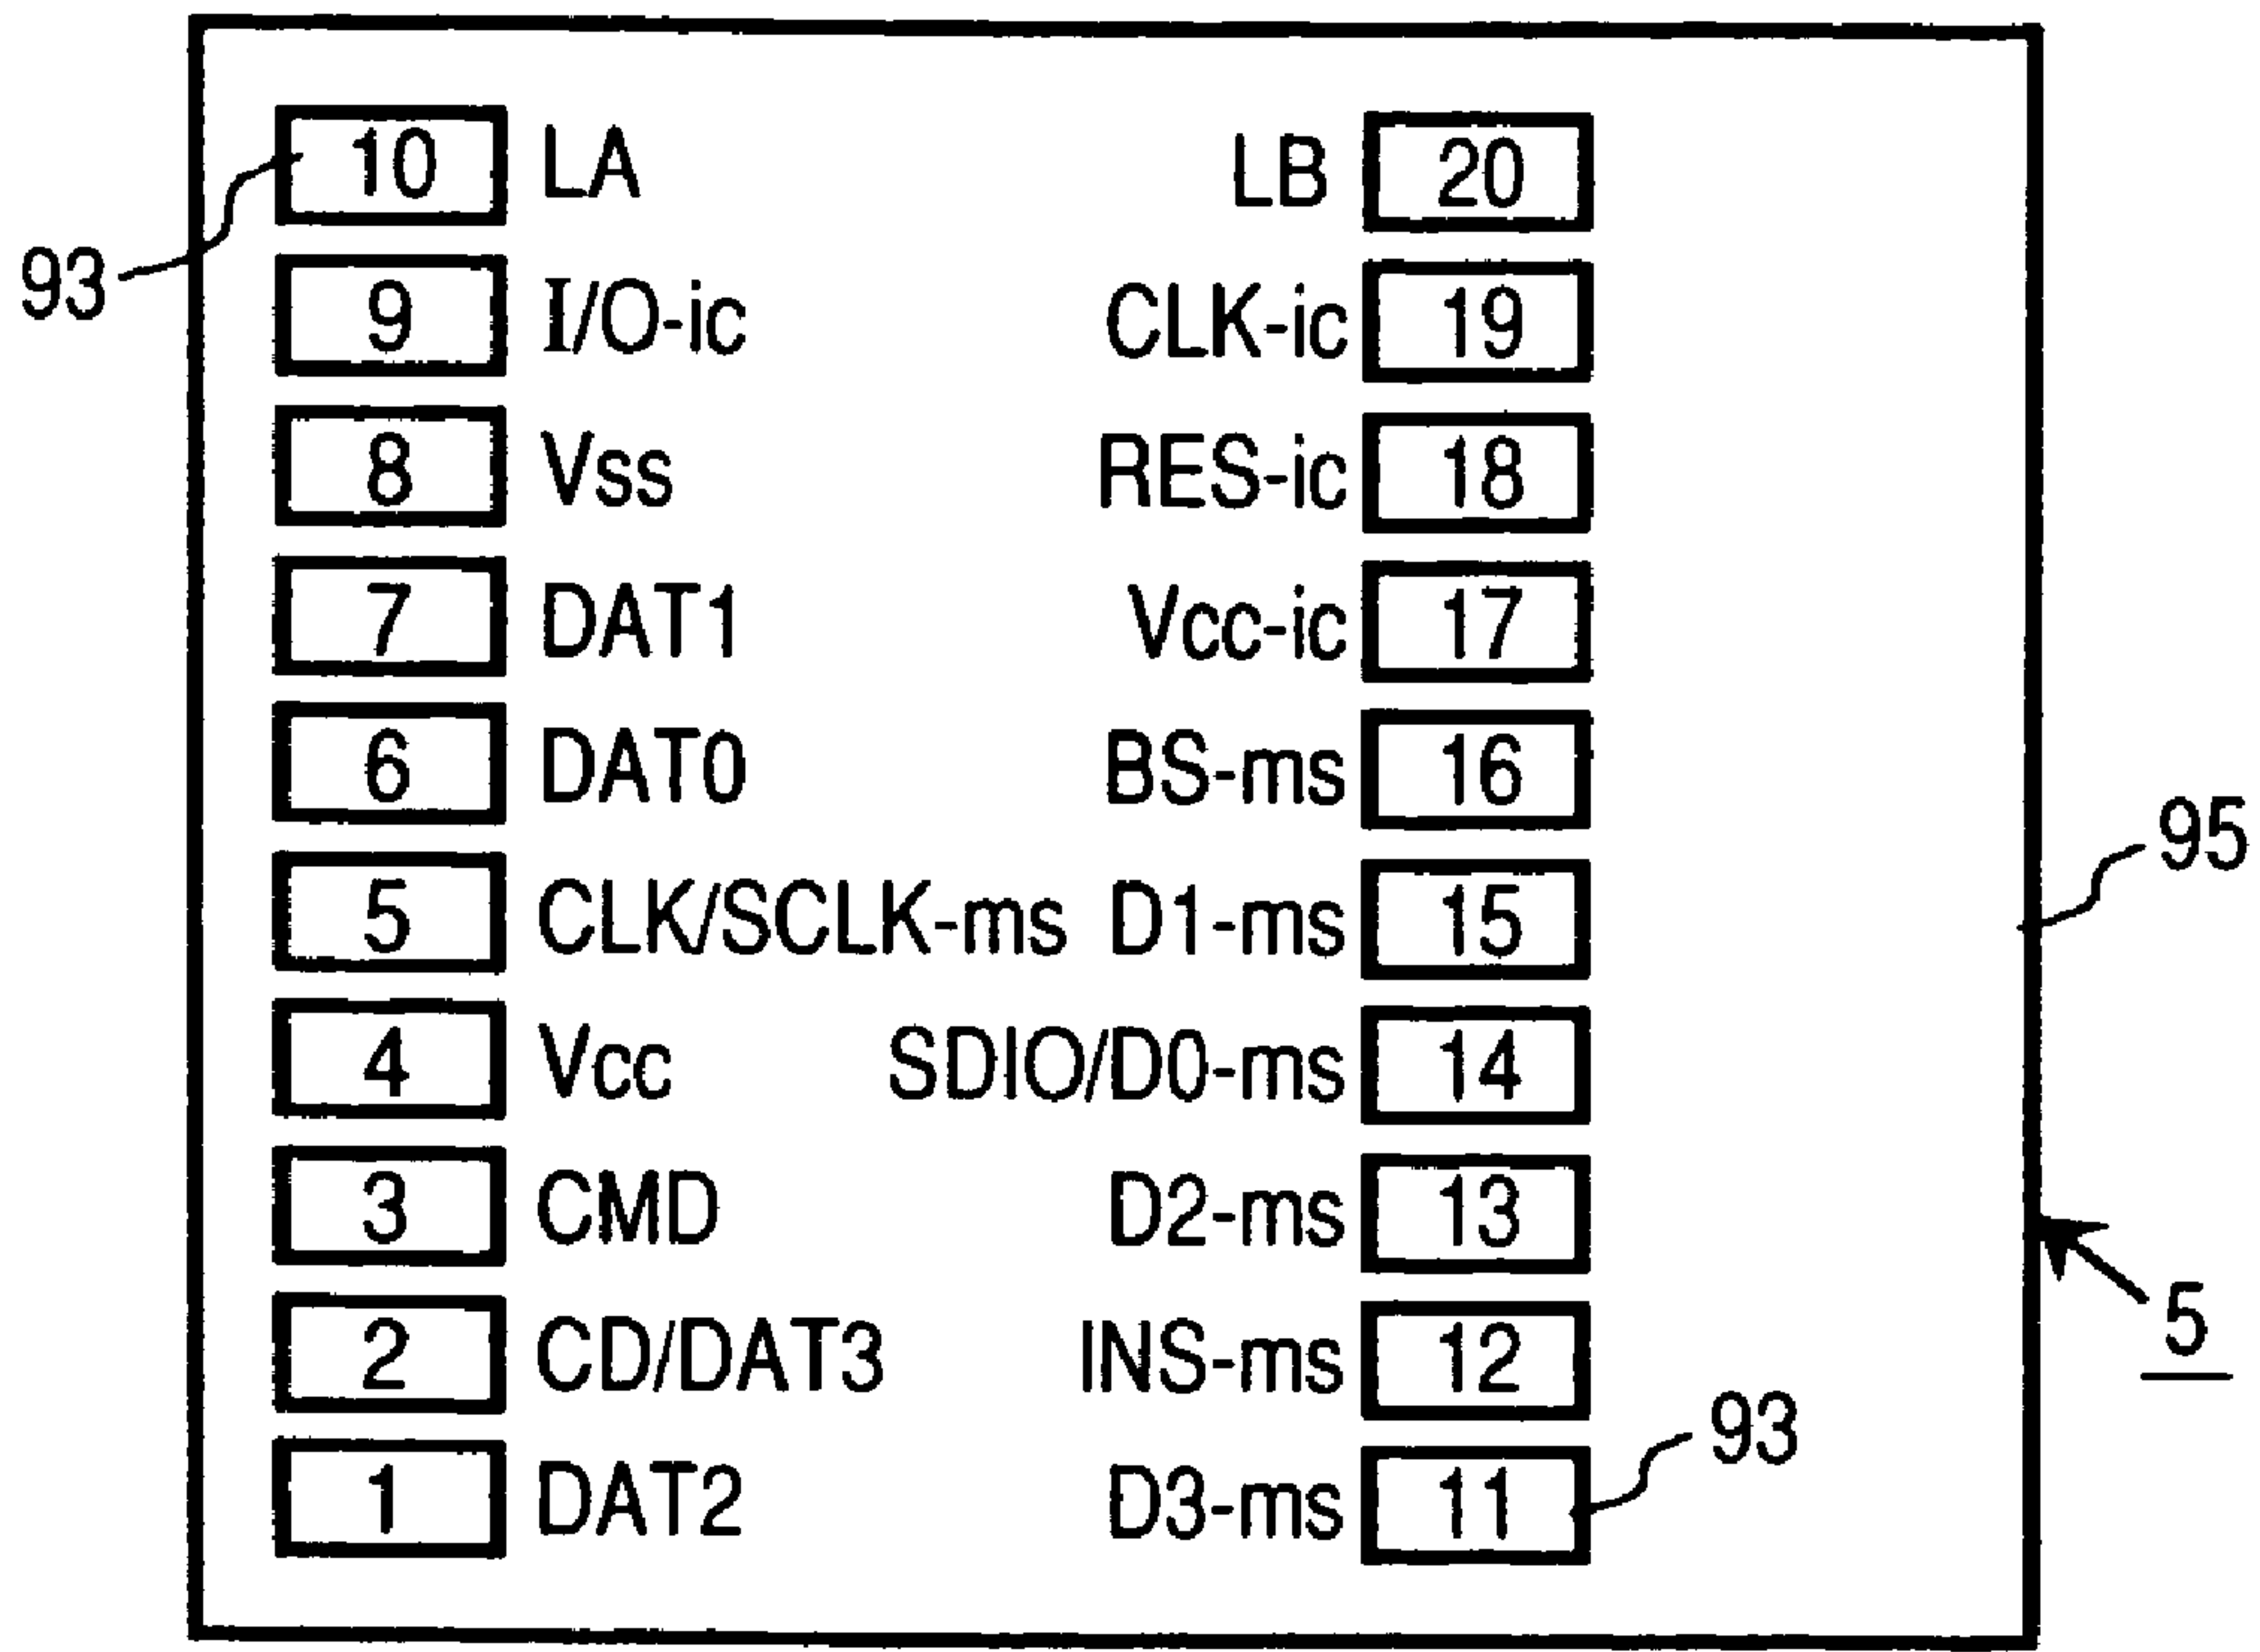 10 LA LB 20
93
9 I/O-ic CLK-ic 19
8 Vss RES-ic 18
7 DAT1 Vcc-ic 17
6 DAT0 BS-ms 16
95
5 CLK/SCLK-ms D1-ms 15
4 Vcc SDIO/D0-ms 14
3 CMD D2-ms 13
5
2 CD/DAT3 INS-ms 12
93
1 DAT2 D3-ms 11